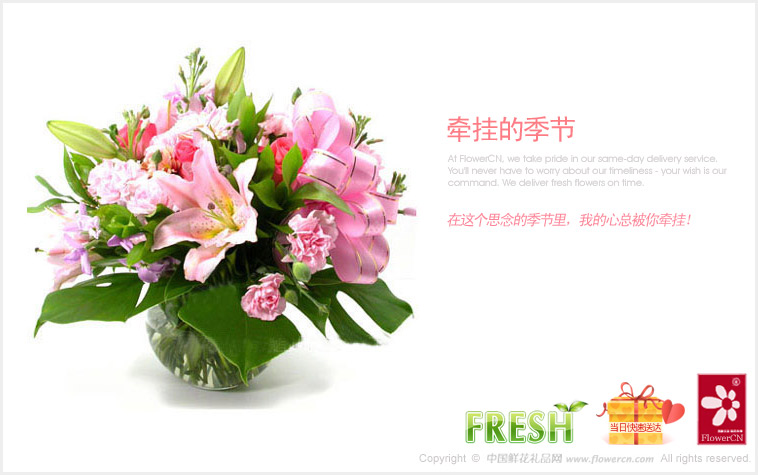 牵挂的季节
At FlowerCN, we take pride in our same-day delivery service.
You'll never have to worry about our timeliness - your wish is our
command. We deliver fresh flowers on time.
在这个思念的季节里，我的心总被你牵挂！
FRESH
当日快速送达
FlowerCN
Copyright © 中国鲜花礼品网 www.flowercn.com All rights reserved.